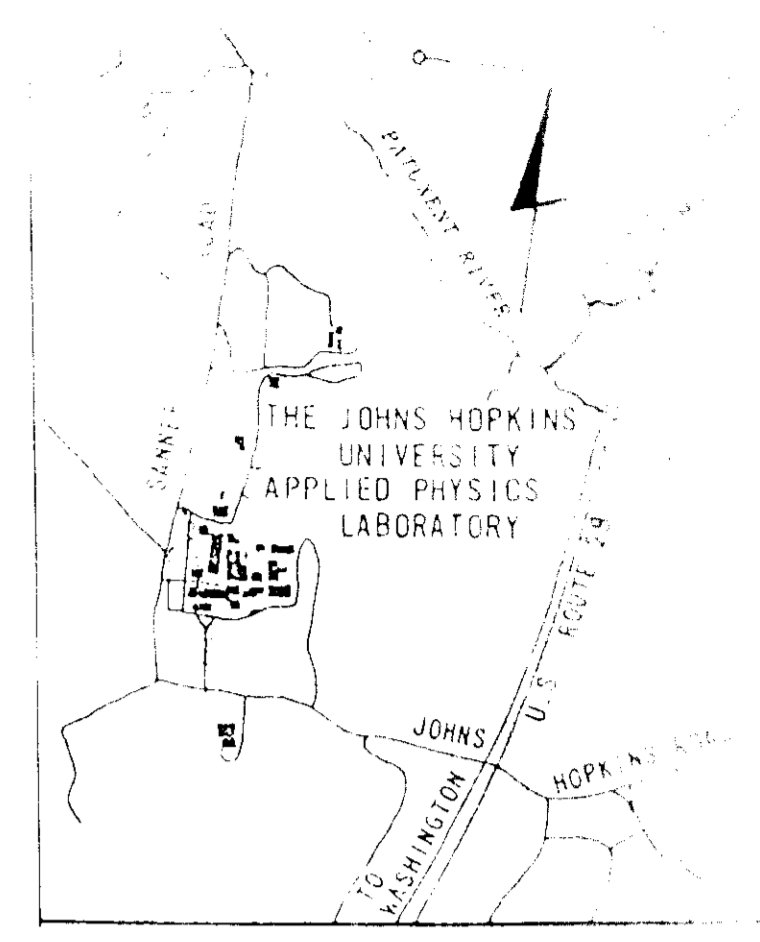 PATUXENT RIVER
THE JOHNS HOPKINS
UNIVERSITY
APPLIED PHYSICS
LABORATORY
U.S ROUTE 29
JOHNS
HOPKINS
TO
WASHINGTON